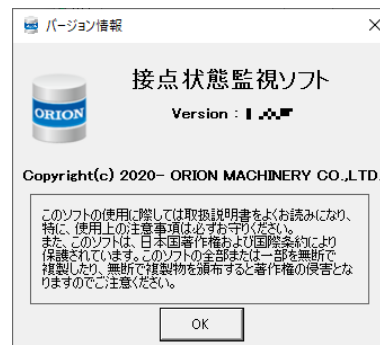 バージョン情報
ORION
接点状態監視ソフト
Version :
Copyright(c) 2020- ORION MACHINERY CO.,LTD.
このソフトの使用に際しては取扱説明書をよくお読みになり、
特に、使用上の注意事項は必ずお守りください。
また、このソフトは、日本国著作権および国際条約により
保護されています。このソフトの全部または一部を無断で
複製したり、無断で複製物を頒布すると著作権の侵害とな
りますのでご注意ください。
OK